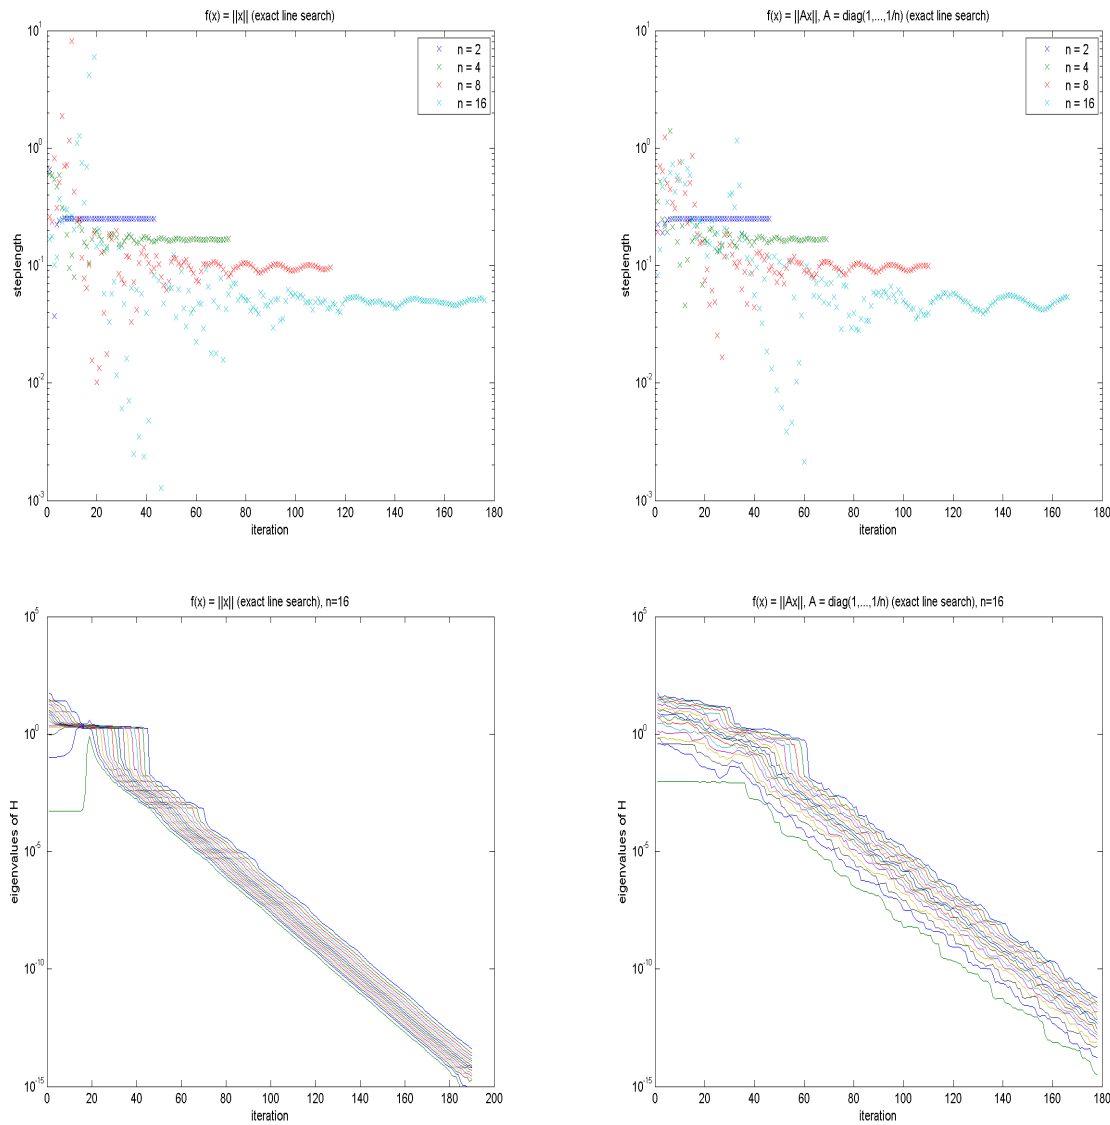 f(x) = ||x|| (exact line search)
10^1
10^0
10^-1
10^-2
10^-3
steplength
0 20 40 60 80 100 120 140 160 180
iteration
n = 2
n = 4
n = 8
n = 16
f(x) = ||Ax||, A = diag(1,...,1/n) (exact line search)
10^1
10^0
10^-1
10^-2
10^-3
steplength
0 20 40 60 80 100 120 140 160 180
iteration
n = 2
n = 4
n = 8
n = 16
f(x) = ||x|| (exact line search), n=16
10^5
10^0
10^-5
10^-10
10^-15
eigenvalues of H
0 20 40 60 80 100 120 140 160 180 200
iteration
f(x) = ||Ax||, A = diag(1,...,1/n) (exact line search), n=16
10^5
10^0
10^-5
10^-10
10^-15
eigenvalues of H
0 20 40 60 80 100 120 140 160 180
iteration